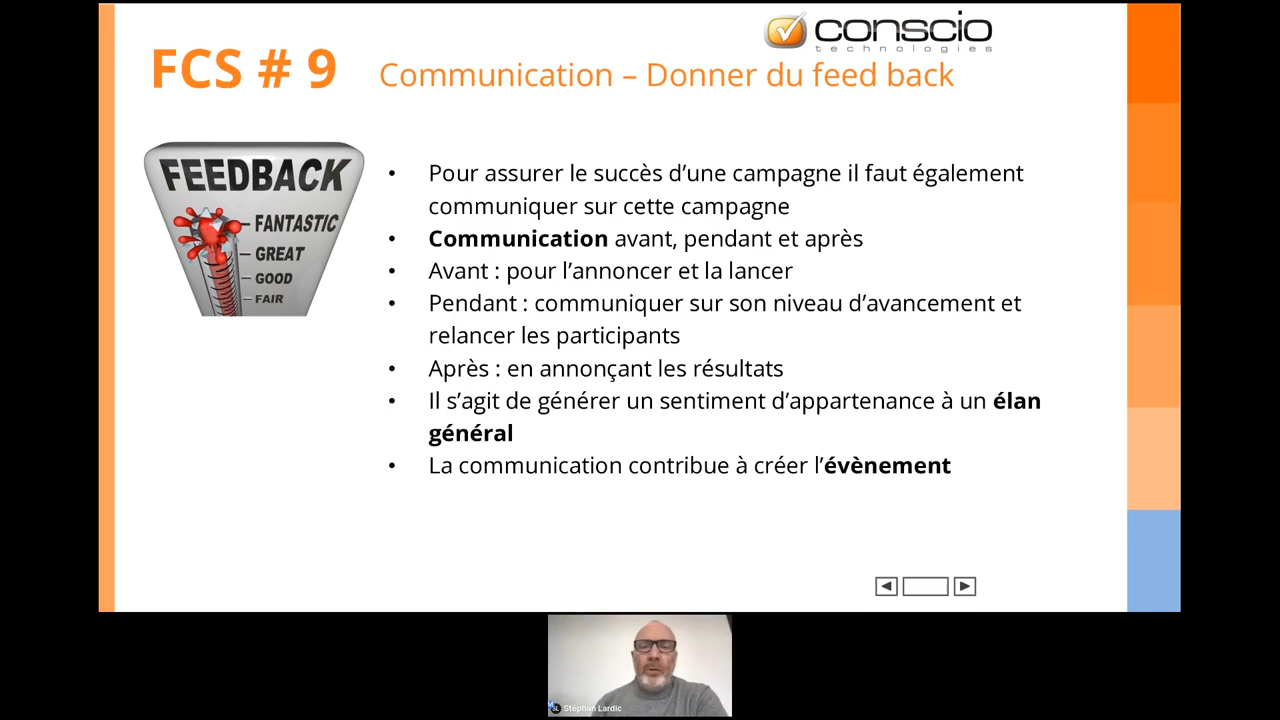 conscio
technologies
FCS # 9
Communication – Donner du feed back
FEEDBACK
FANTASTIC
GREAT
GOOD
FAIR
• Pour assurer le succès d’une campagne il faut également
communiquer sur cette campagne
• Communication avant, pendant et après
• Avant : pour l’annoncer et la lancer
• Pendant : communiquer sur son niveau d’avancement et
relancer les participants
• Après : en annonçant les résultats
• Il s’agit de générer un sentiment d’appartenance à un élan
général
• La communication contribue à créer l’évènement
SL Stéphan Lardic